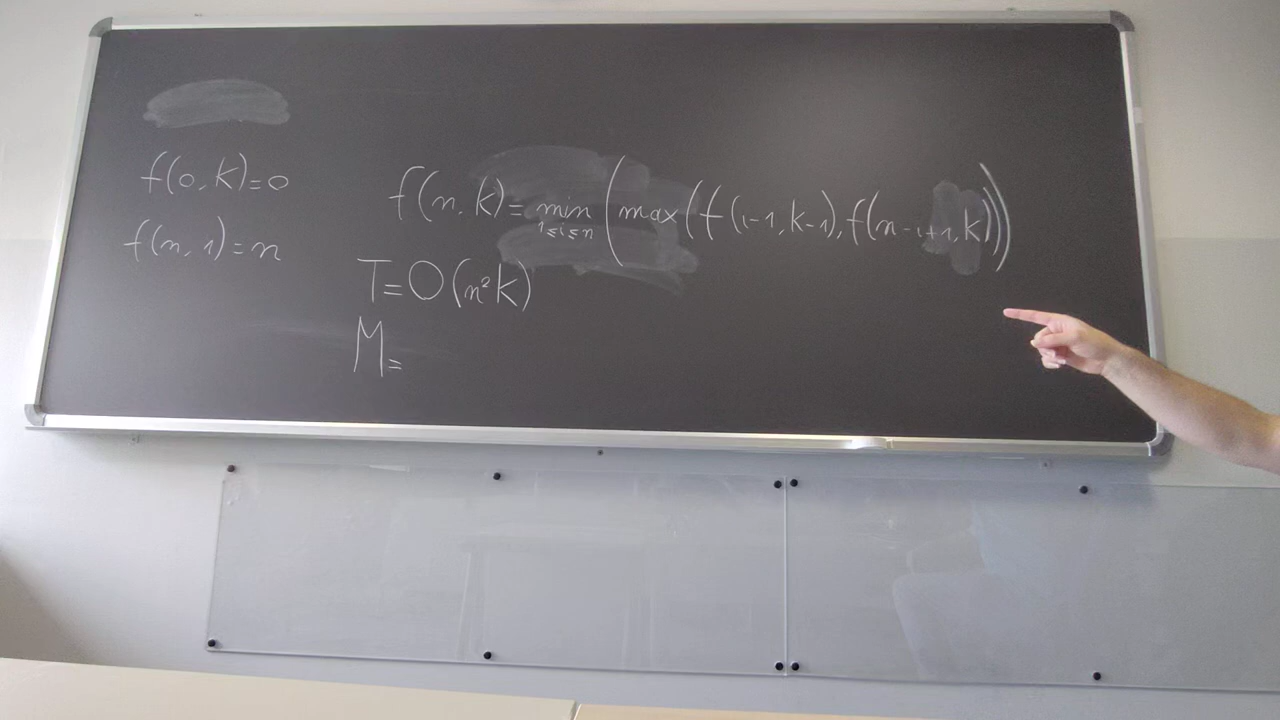 f(0, k)=0
f(n, 1)=n
f(n, k)= min 1≤i≤n (max(f(i-1, k-1), f(n-i+1, k)))
T=O(n²k)
M=